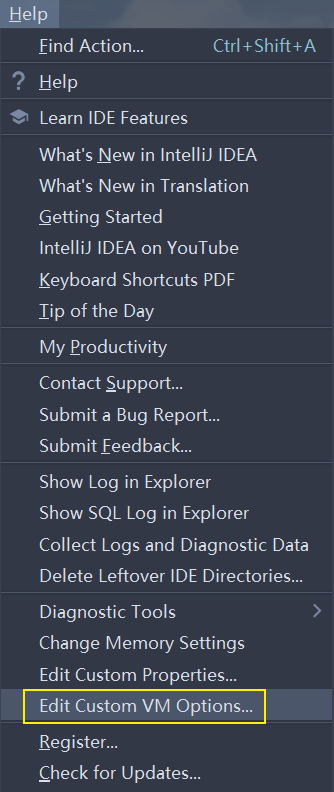 Help
Find Action... Ctrl+Shift+A
? Help
Learn IDE Features
What's New in IntelliJ IDEA
What's New in Translation
Getting Started
IntelliJ IDEA on YouTube
Keyboard Shortcuts PDF
Tip of the Day
My Productivity
Contact Support...
Submit a Bug Report...
Submit Feedback...
Show Log in Explorer
Show SQL Log in Explorer
Collect Logs and Diagnostic Data
Delete Leftover IDE Directories...
Diagnostic Tools
Change Memory Settings
Edit Custom Properties...
Edit Custom VM Options...
Register...
Check for Updates...